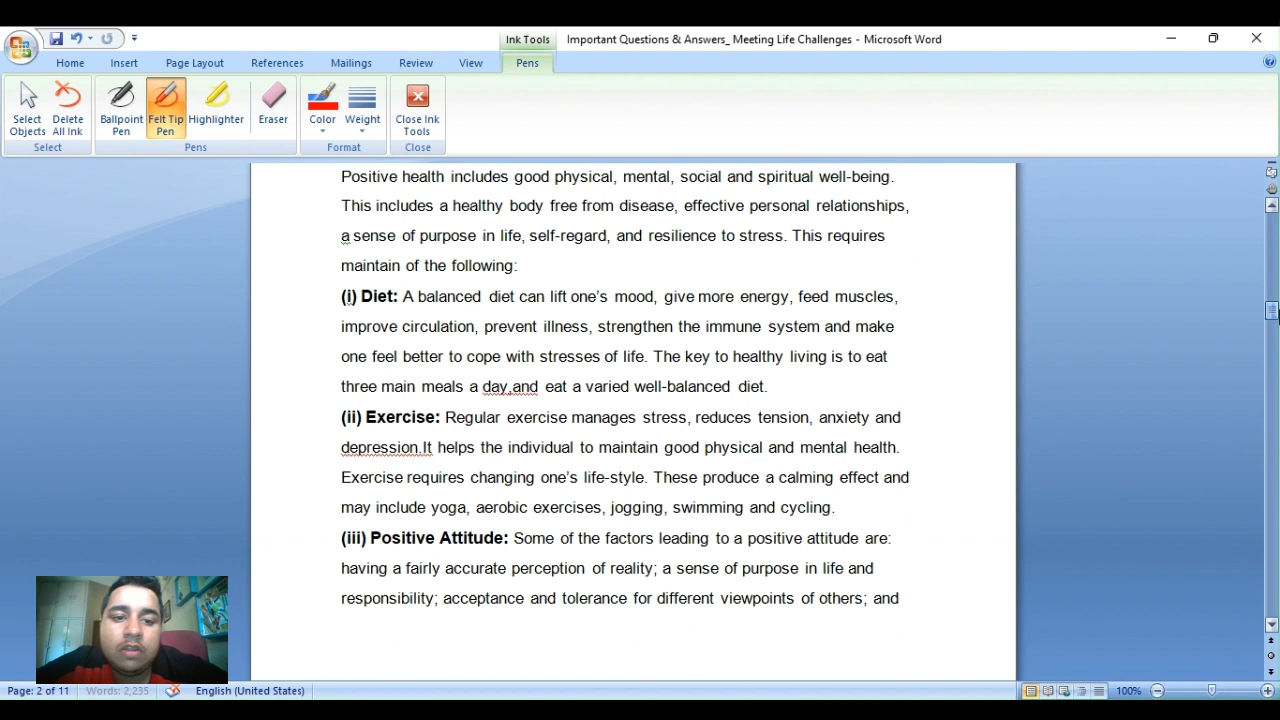 Ink Tools
Important Questions & Answers_ Meeting Life Challenges - Microsoft Word
Home Insert Page Layout References Mailings Review View Pens
Select Objects
Delete All Ink
Ballpoint Pen
Felt Tip Pen
Highlighter
Eraser
Color
Weight
Close Ink Tools
Select Pens Format Close
Positive health includes good physical, mental, social and spiritual well-being.
This includes a healthy body free from disease, effective personal relationships,
a sense of purpose in life, self-regard, and resilience to stress. This requires
maintain of the following:
(i) Diet: A balanced diet can lift one’s mood, give more energy, feed muscles,
improve circulation, prevent illness, strengthen the immune system and make
one feel better to cope with stresses of life. The key to healthy living is to eat
three main meals a day,and eat a varied well-balanced diet.
(ii) Exercise: Regular exercise manages stress, reduces tension, anxiety and
depression.It helps the individual to maintain good physical and mental health.
Exercise requires changing one’s life-style. These produce a calming effect and
may include yoga, aerobic exercises, jogging, swimming and cycling.
(iii) Positive Attitude: Some of the factors leading to a positive attitude are:
having a fairly accurate perception of reality; a sense of purpose in life and
responsibility; acceptance and tolerance for different viewpoints of others; and
Page: 2 of 11 Words: 2,235 English (United States) 100%